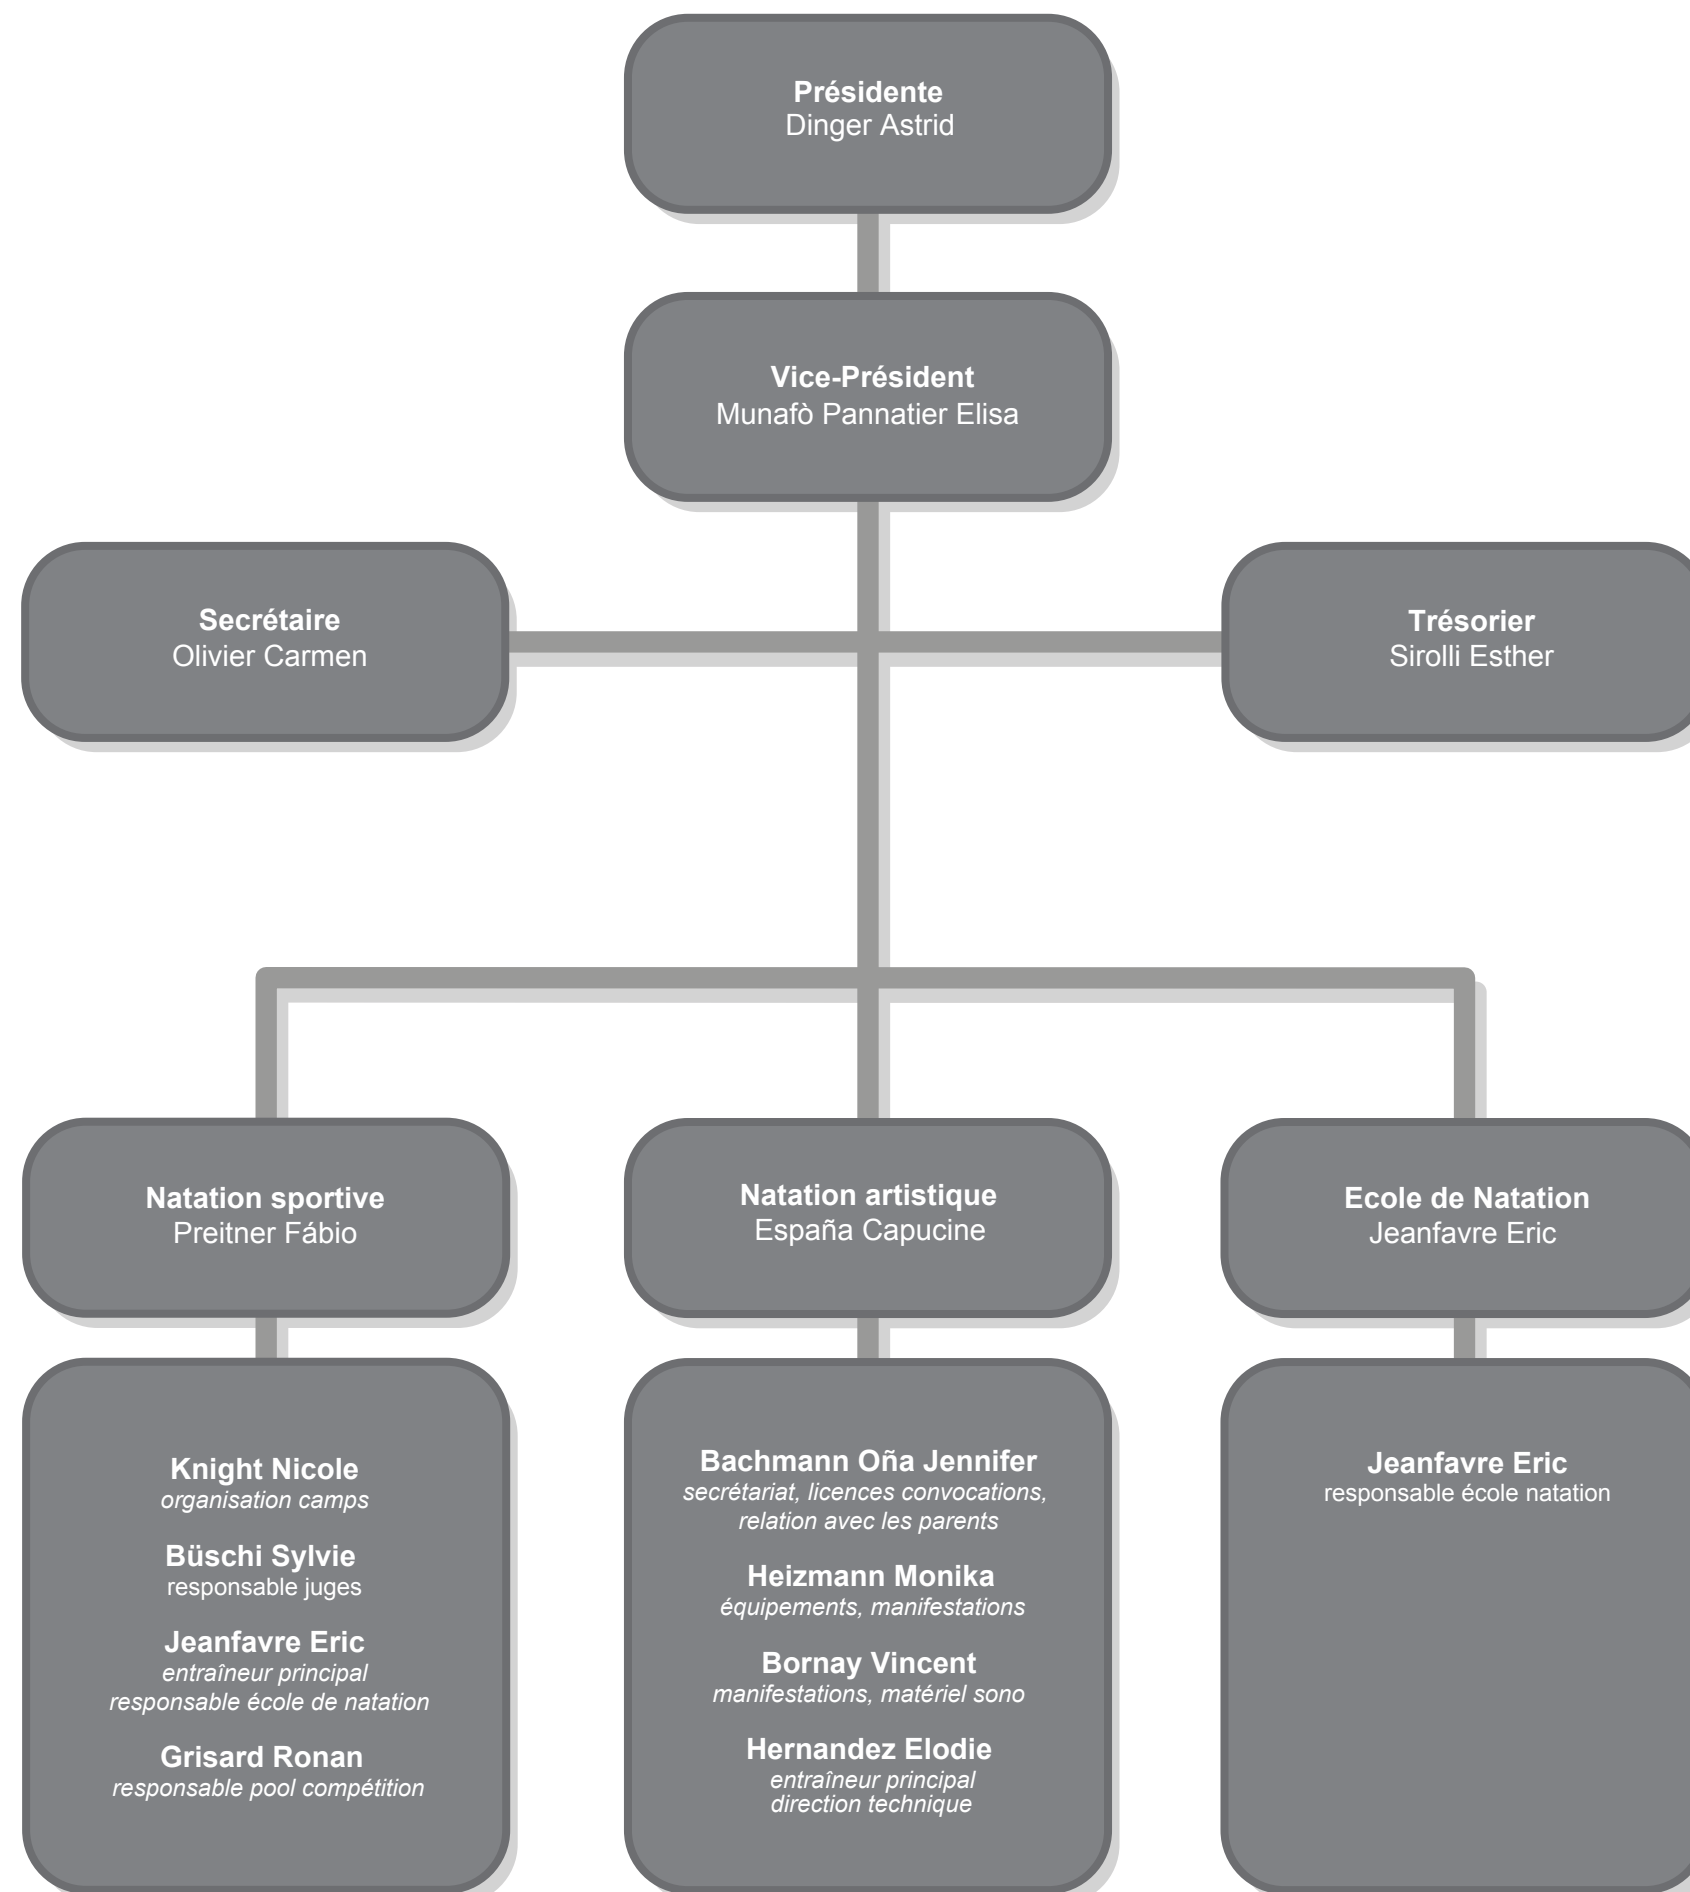 Présidente
Dinger Astrid
Vice-Président
Munafò Pannatier Elisa
Secrétaire
Olivier Carmen
Trésorier
Sirolli Esther
Natation sportive
Preitner Fábio
Natation artistique
España Capucine
Ecole de Natation
Jeanfavre Eric
Knight Nicole
organisation camps
Büschi Sylvie
responsable juges
Jeanfavre Eric
entraîneur principal
responsable école de natation
Grisard Ronan
responsable pool compétition
Bachmann Oña Jennifer
secrétariat, licences convocations,
relation avec les parents
Heizmann Monika
équipements, manifestations
Bornay Vincent
manifestations, matériel sono
Hernandez Elodie
entraîneur principal
direction technique
Jeanfavre Eric
responsable école natation